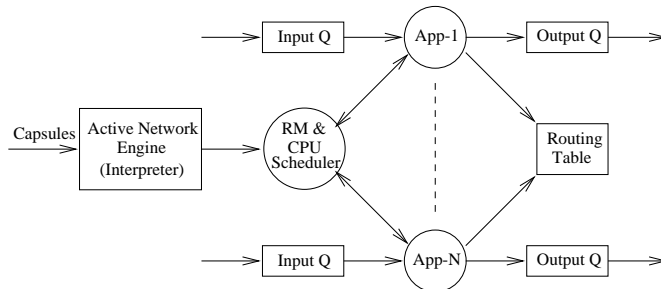 Input Q
App-1
Output Q
Capsules
Active Network
Engine
(Interpreter)
RM &
CPU
Scheduler
Routing
Table
Input Q
App-N
Output Q